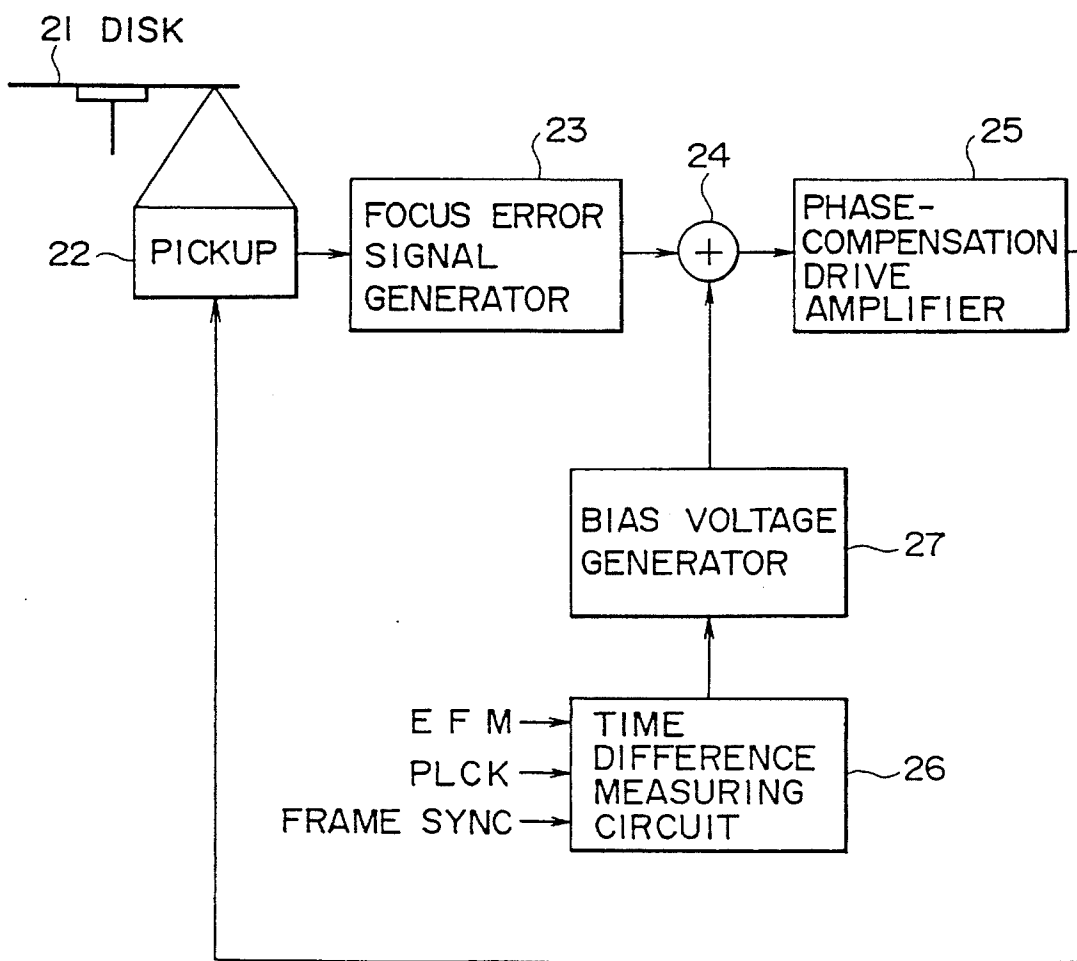 21 DISK
23
24
25
22
PICKUP
FOCUS ERROR
SIGNAL
GENERATOR
+
PHASE-
COMPENSATION
DRIVE
AMPLIFIER
BIAS VOLTAGE
GENERATOR
27
E F M
PLCK
FRAME SYNC
TIME
DIFFERENCE
MEASURING
CIRCUIT
26